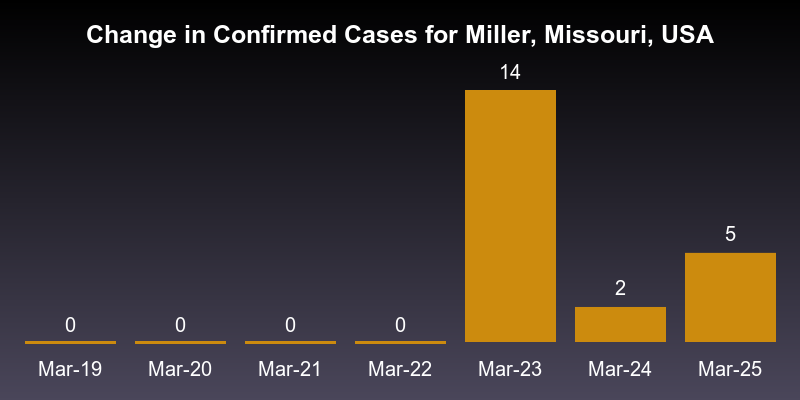 Change in Confirmed Cases for Miller, Missouri, USA
14
5
2
0 0 0 0
Mar-19 Mar-20 Mar-21 Mar-22 Mar-23 Mar-24 Mar-25